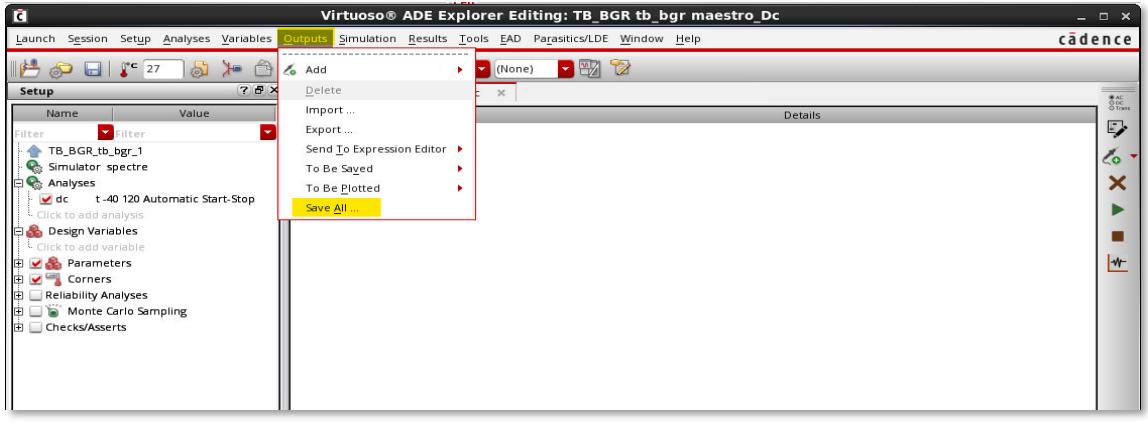 Virtuoso® ADE Explorer Editing: TB_BGR tb_bgr maestro_Dc
Launch Session Setup Analyses Variables Outputs Simulation Results Tools EAD Parasitics/LDE Window Help
cādence
27
(None)
Setup
Name Value
Filter Filter
TB_BGR_tb_bgr_1
Simulator spectre
Analyses
dc t -40 120 Automatic Start-Stop
Click to add analysis
Design Variables
Click to add variable
Parameters
Corners
Reliability Analyses
Monte Carlo Sampling
Checks/Asserts
Add
Delete
Import ...
Export ...
Send To Expression Editor
To Be Saved
To Be Plotted
Save All ...
Details
AC
DC
Trans